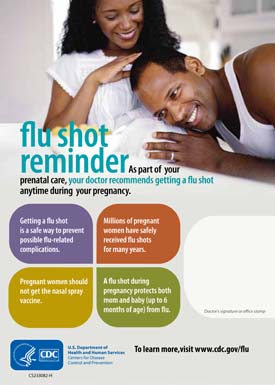 flu shot
reminder As part of your
prenatal care, your doctor recommends getting a flu shot
anytime during your pregnancy.
Getting a flu shot
is a safe way to prevent
possible flu-related
complications.
Millions of pregnant
women have safely
received flu shots
for many years.
Pregnant women should
not get the nasal spray
vaccine.
A flu shot during
pregnancy protects both
mom and baby (up to 6
months of age) from flu.
Doctor's signature or office stamp
CDC
U.S. Department of
Health and Human Services
Centers for Disease
Control and Prevention
To learn more, visit www.cdc.gov/flu
CS233082-H